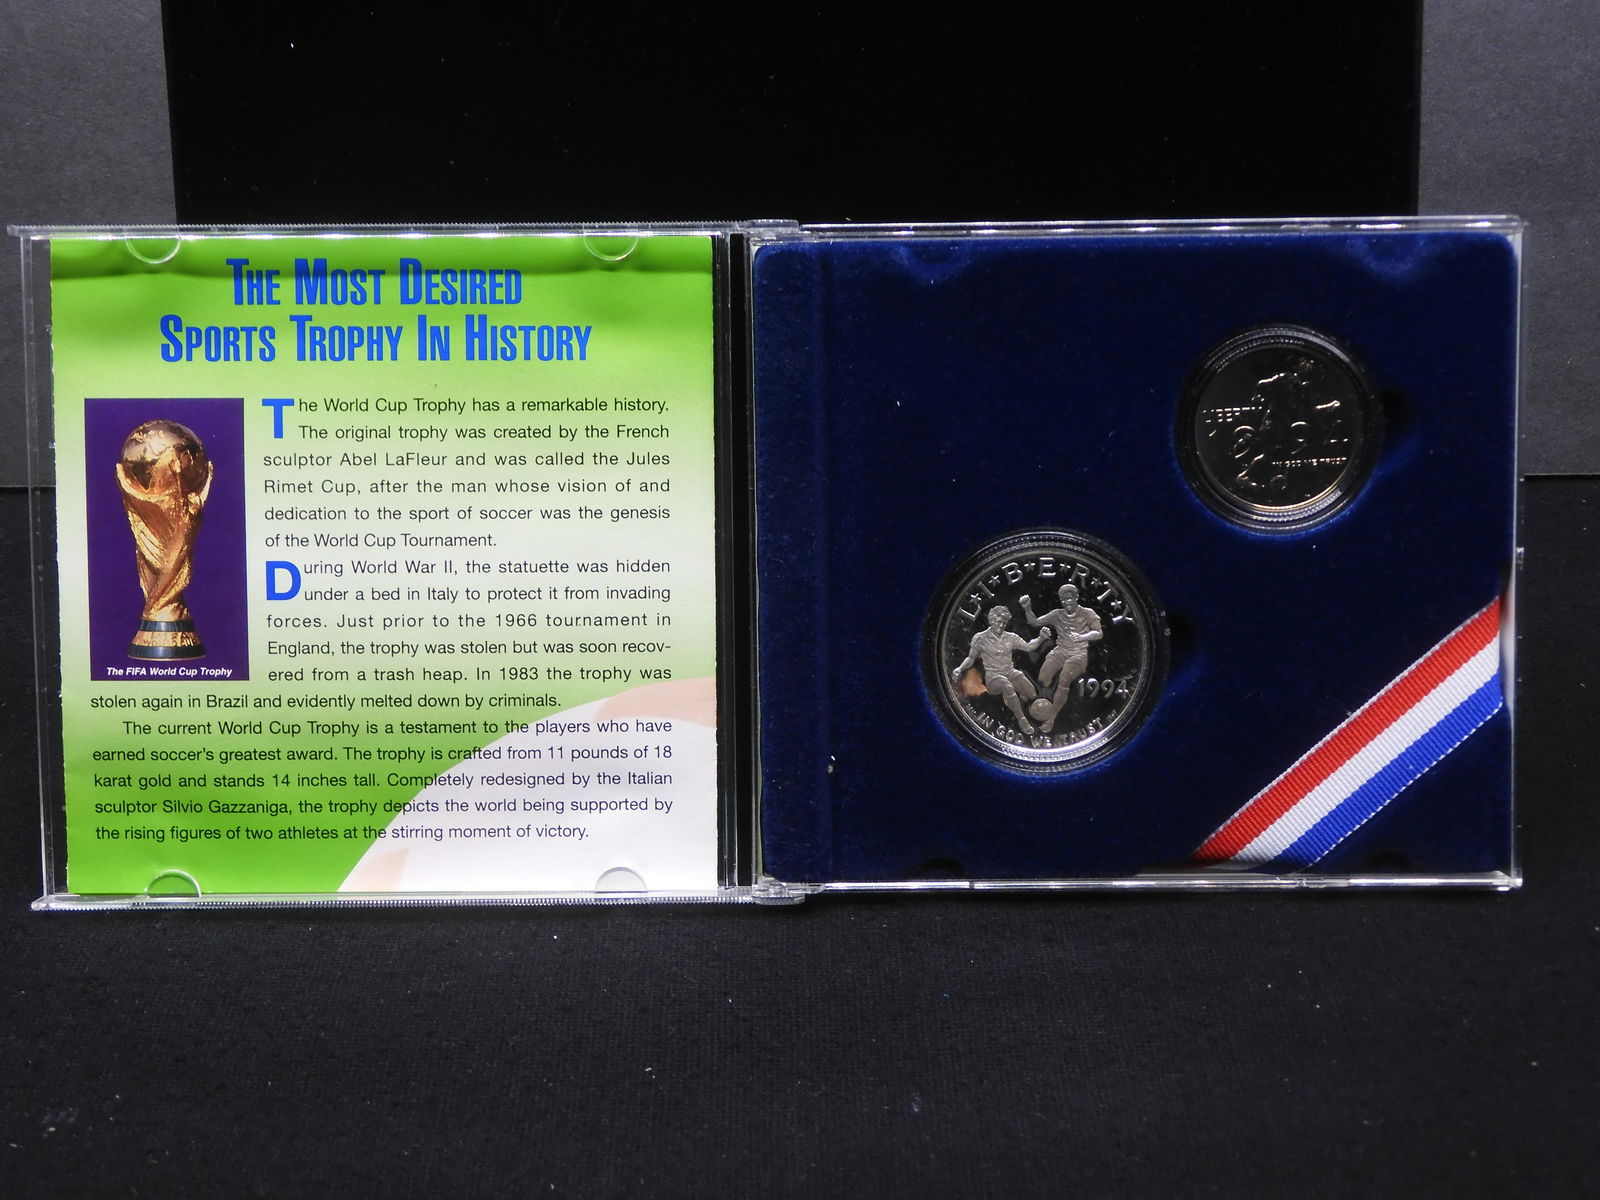 THE MOST DESIRED
SPORTS TROPHY IN HISTORY
The World Cup Trophy has a remarkable history.
The original trophy was created by the French
sculptor Abel LaFleur and was called the Jules
Rimet Cup, after the man whose vision of and
dedication to the sport of soccer was the genesis
of the World Cup Tournament.
During World War II, the statuette was hidden
under a bed in Italy to protect it from invading
forces. Just prior to the 1966 tournament in
England, the trophy was stolen but was soon recov-
ered from a trash heap. In 1983 the trophy was
stolen again in Brazil and evidently melted down by criminals.
The current World Cup Trophy is a testament to the players who have
earned soccer's greatest award. The trophy is crafted from 11 pounds of 18
karat gold and stands 14 inches tall. Completely redesigned by the Italian
sculptor Silvio Gazzaniga, the trophy depicts the world being supported by
the rising figures of two athletes at the stirring moment of victory.
The FIFA World Cup Trophy
LIBERTY
IN GOD WE TRUST
L★I★B★E★R★T★Y
1994
IN GOD WE TRUST